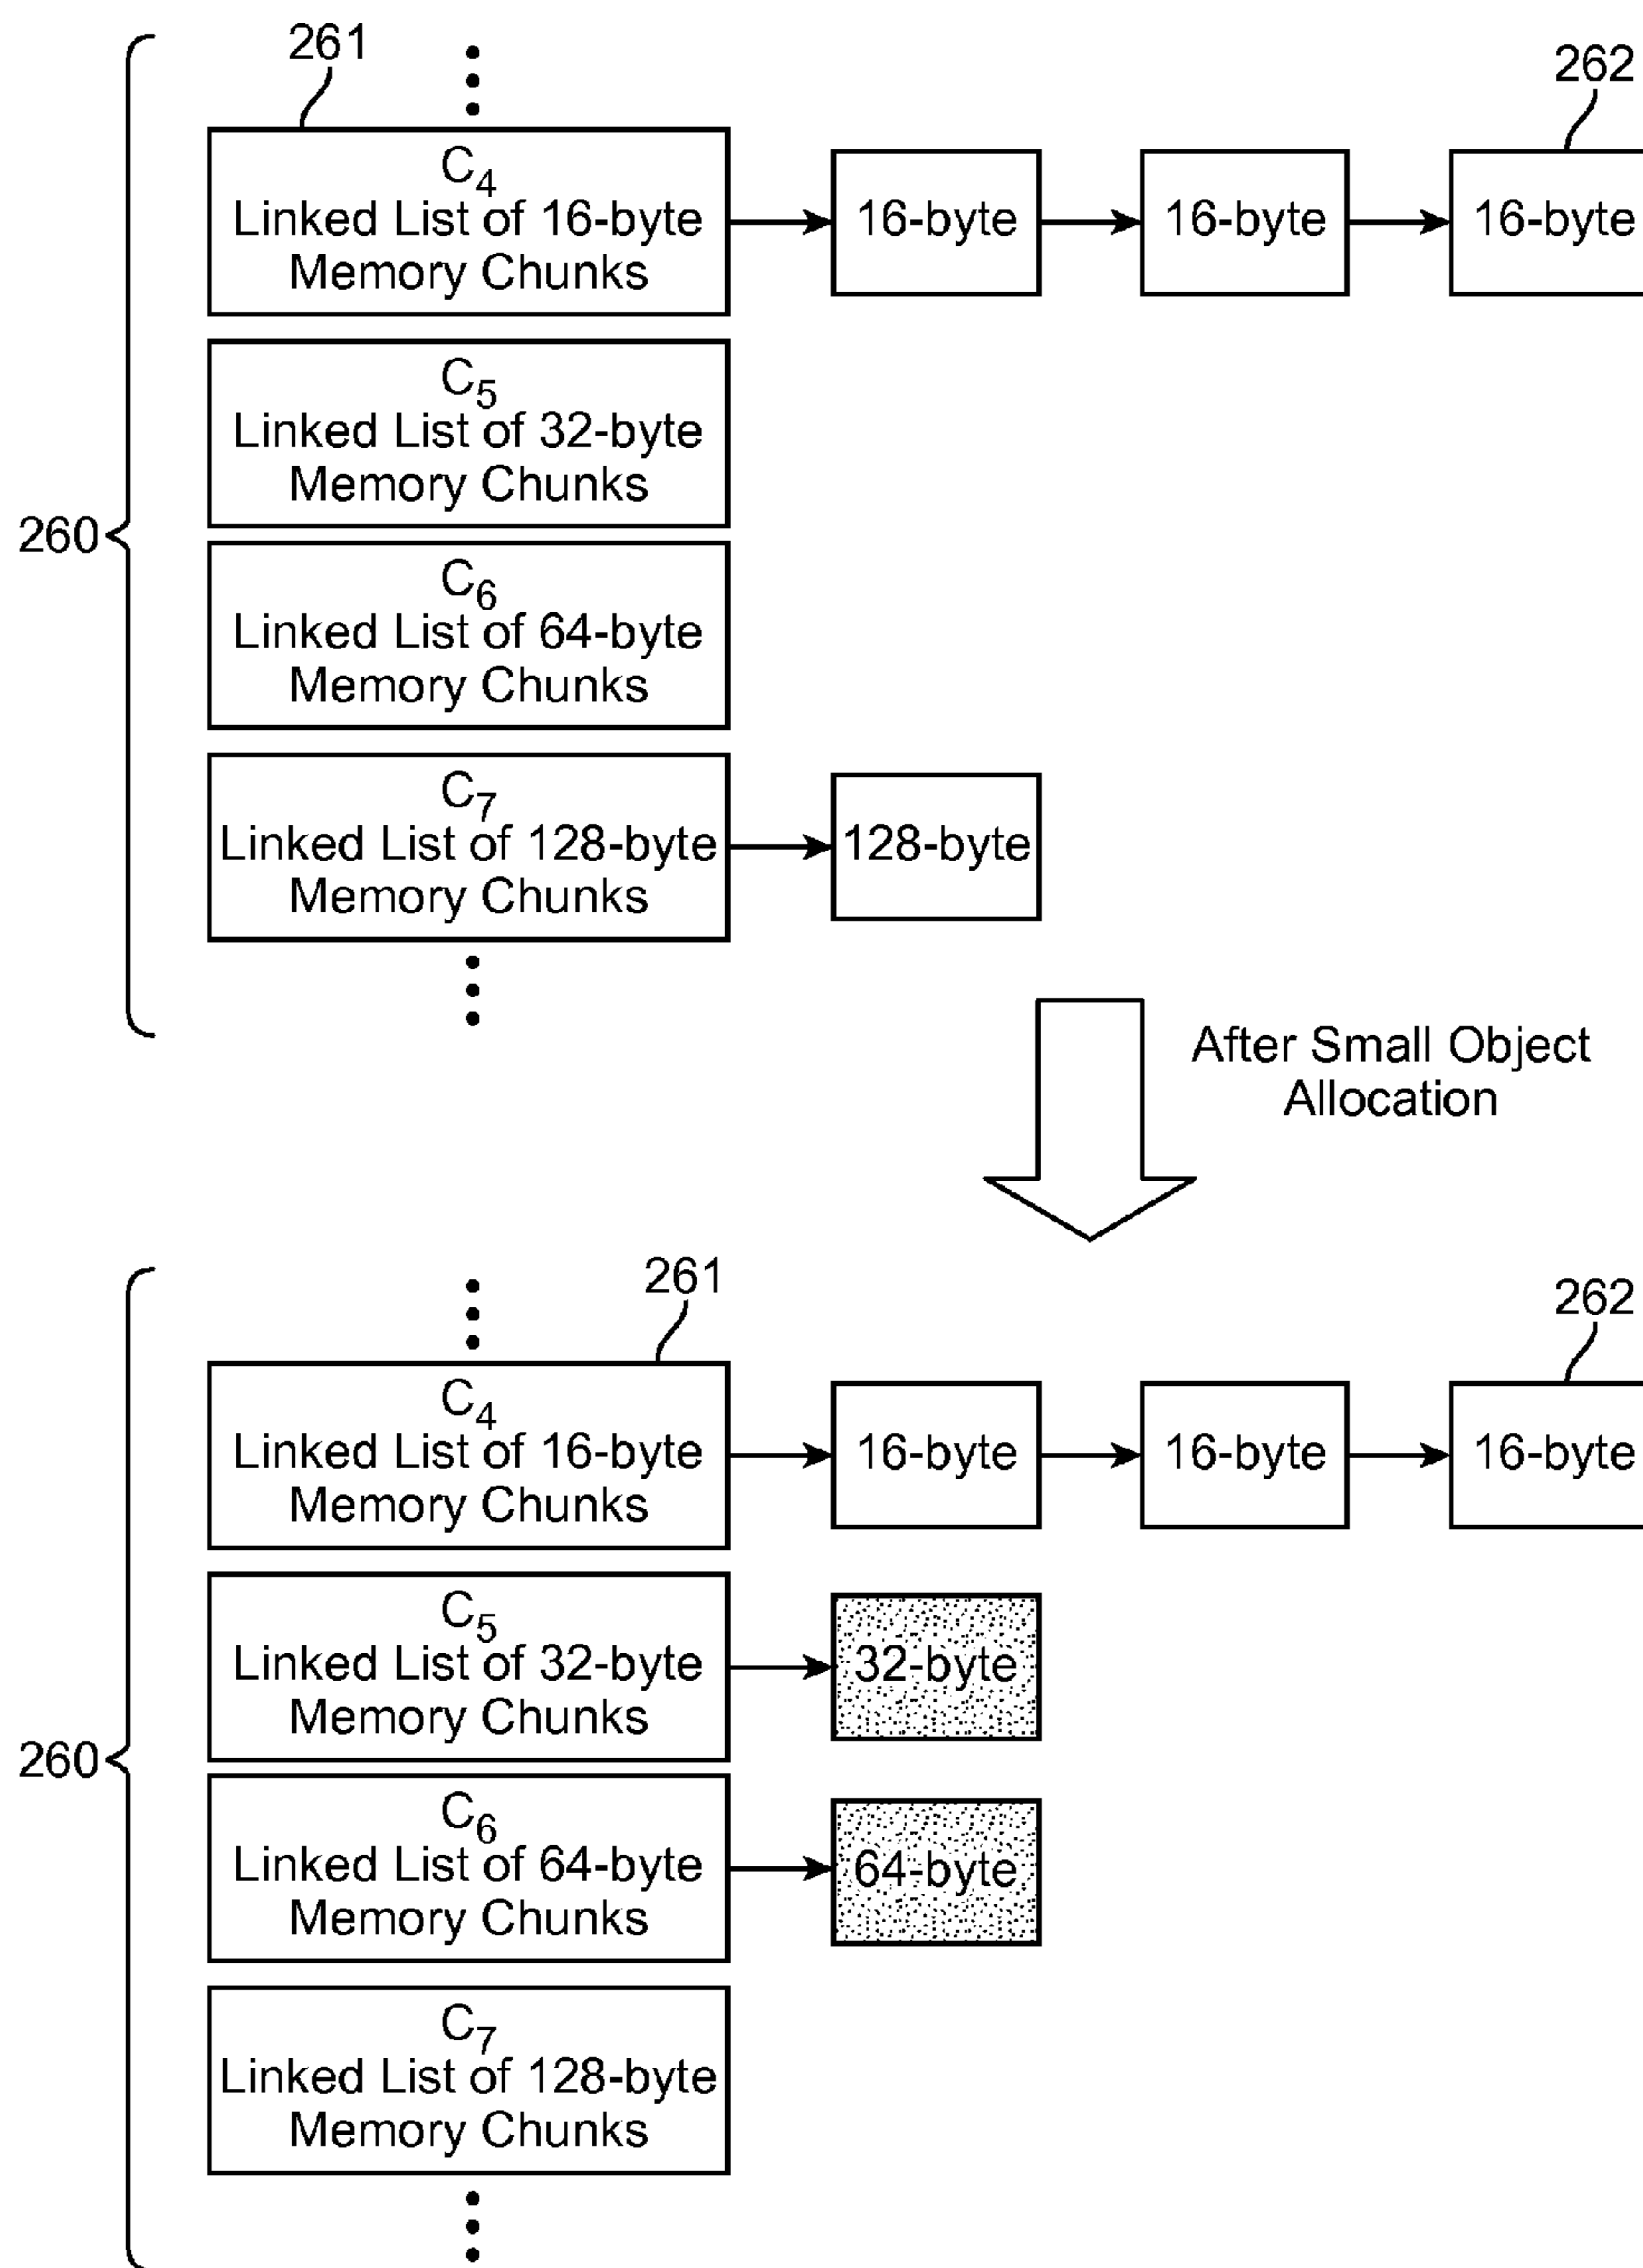 261
262
C4
Linked List of 16-byte
Memory Chunks
16-byte
16-byte
16-byte
C5
Linked List of 32-byte
Memory Chunks
260
C6
Linked List of 64-byte
Memory Chunks
C7
Linked List of 128-byte
Memory Chunks
128-byte
After Small Object
Allocation
261
262
C4
Linked List of 16-byte
Memory Chunks
16-byte
16-byte
16-byte
C5
Linked List of 32-byte
Memory Chunks
32-byte
260
C6
Linked List of 64-byte
Memory Chunks
64-byte
C7
Linked List of 128-byte
Memory Chunks